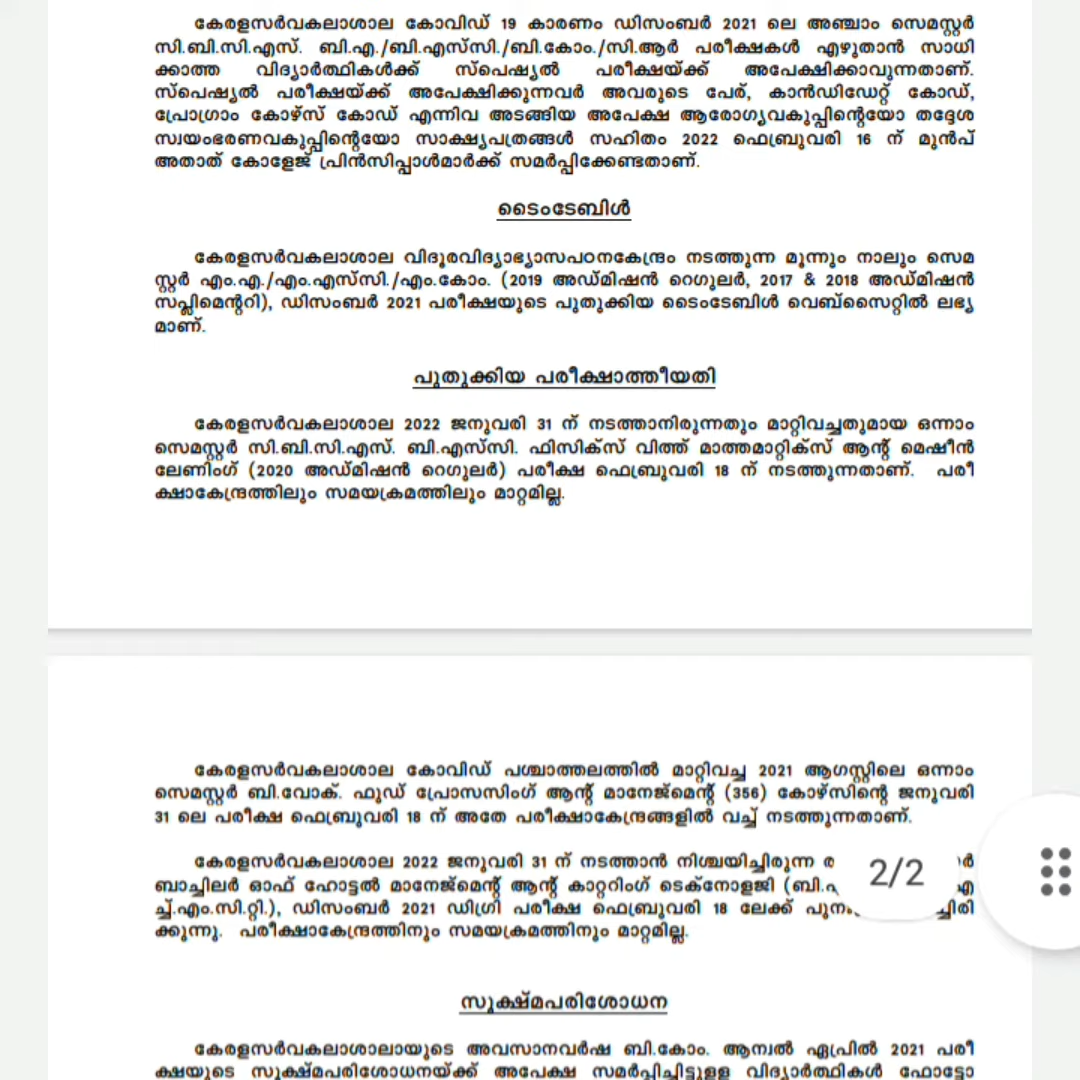 കേരളസർവകലാശാല കോവിഡ് 19 കാരണം ഡിസംബർ 2021 ലെ അഞ്ചാം സെമസ്റ്റർ
സി.ബി.സി.എസ്. ബി.എ./ബി.എസ്‌സി./ബി.കോം./സി.ആർ പരീക്ഷകൾ എഴുതാൻ സാധി
ക്കാത്ത വിദ്യാർത്ഥികൾക്ക് സ്‌പെഷ്യൽ പരീക്ഷയ്ക്ക് അപേക്ഷിക്കാവുന്നതാണ്.
സ്‌പെഷ്യൽ പരീക്ഷയ്ക്ക് അപേക്ഷിക്കുന്നവർ അവരുടെ പേര്, കാൻഡിഡേറ്റ് കോഡ്,
പ്രോഗ്രാം കോഴ്‌സ് കോഡ് എന്നിവ അടങ്ങിയ അപേക്ഷ ആരോഗ്യവകുപ്പിന്റെയോ തദ്ദേശ
സ്വയംഭരണവകുപ്പിന്റെയോ സാക്ഷ്യപത്രങ്ങൾ സഹിതം 2022 ഫെബ്രുവരി 16 ന് മുൻപ്
അതാത് കോളേജ് പ്രിൻസിപ്പാൾമാർക്ക് സമർപ്പിക്കേണ്ടതാണ്.
ടൈംടേബിൾ
കേരളസർവകലാശാല വിദൂരവിദ്യാഭ്യാസപഠനകേന്ദ്രം നടത്തുന്ന മൂന്നും നാലും സെമ
സ്റ്റർ എം.എ./എം.എസ്‌സി./എം.കോം. (2019 അഡ്മിഷൻ റെഗുലർ, 2017 & 2018 അഡ്മിഷൻ
സപ്ലിമെന്ററി), ഡിസംബർ 2021 പരീക്ഷയുടെ പുതുക്കിയ ടൈംടേബിൾ വെബ്‌സൈറ്റിൽ ലഭ്യ
മാണ്.
പുതുക്കിയ പരീക്ഷാത്തീയതി
കേരളസർവകലാശാല 2022 ജനുവരി 31 ന് നടത്താനിരുന്നതും മാറ്റിവച്ചതുമായ ഒന്നാം
സെമസ്റ്റർ സി.ബി.സി.എസ്. ബി.എസ്‌സി. ഫിസിക്‌സ് വിത്ത് മാത്തമാറ്റിക്‌സ് ആന്റ് മെഷീൻ
ലേണിംഗ് (2020 അഡ്മിഷൻ റെഗുലർ) പരീക്ഷ ഫെബ്രുവരി 18 ന് നടത്തുന്നതാണ്. പരീ
ക്ഷാകേന്ദ്രത്തിലും സമയക്രമത്തിലും മാറ്റമില്ല.
കേരളസർവകലാശാല കോവിഡ് പശ്ചാത്തലത്തിൽ മാറ്റിവച്ച 2021 ആഗസ്റ്റിലെ ഒന്നാം
സെമസ്റ്റർ ബി.വോക്. ഫുഡ് പ്രോസസിംഗ് ആന്റ് മാനേജ്‌മെന്റ് (356) കോഴ്‌സിന്റെ ജനുവരി
31 ലെ പരീക്ഷ ഫെബ്രുവരി 18 ന് അതേ പരീക്ഷാകേന്ദ്രങ്ങളിൽ വച്ച് നടത്തുന്നതാണ്.
കേരളസർവകലാശാല 2022 ജനുവരി 31 ന് നടത്താൻ നിശ്ചയിച്ചിരുന്ന
ബാച്ചിലർ ഓഫ് ഹോട്ടൽ മാനേജ്‌മെന്റ് ആന്റ് കാറ്ററിംഗ് ടെക്‌നോളജി
ച്ച്.എം.സി.റ്റി.), ഡിസംബർ 2021 ഡിഗ്രി പരീക്ഷ ഫെബ്രുവരി 18 ലേക്ക്
ക്കുന്നു. പരീക്ഷാകേന്ദ്രത്തിനും സമയക്രമത്തിനും മാറ്റമില്ല.
2/2
സൂക്ഷ്മപരിശോധന
കേരളസർവകലാശാലായുടെ അവസാനവർഷ ബി.കോം. ആന്വൽ ഏപ്രിൽ 2021 പരീ
ക്ഷയുടെ സൂക്ഷ്മപരിശോധനയ്ക്ക് അപേക്ഷ സമർപ്പിച്ചിട്ടുളള വിദ്യാർത്ഥികൾ ഫോട്ടോ